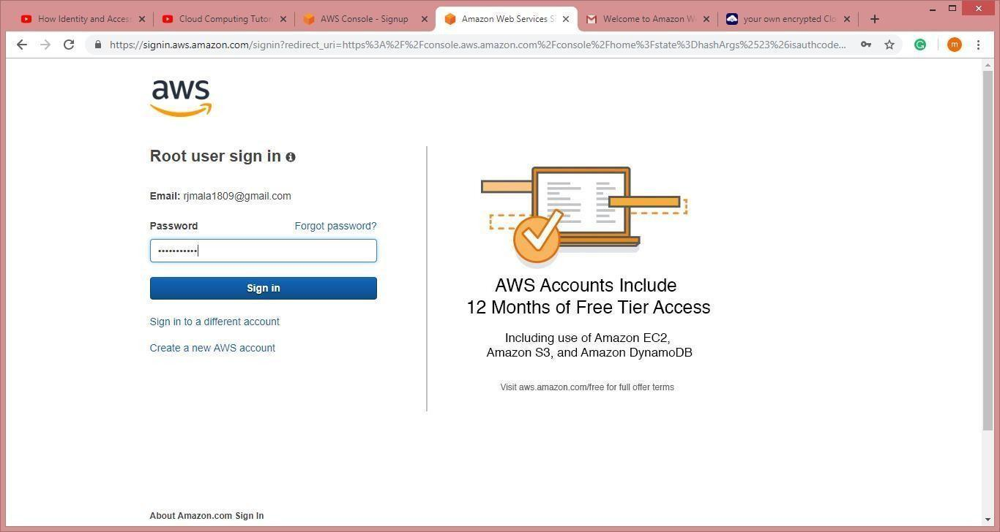 How Identity and Access
Cloud Computing Tutori
AWS Console - Signup
Amazon Web Services Si
Welcome to Amazon We
your own encrypted Clo
https://signin.aws.amazon.com/signin?redirect_uri=https%3A%2F%2Fconsole.aws.amazon.com%2Fconsole%2Fhome%3Fstate%3DhashArgs%2523%26isauthcode...
m
aws
Root user sign in
Email: rjmala1809@gmail.com
Password
Forgot password?
Sign in
Sign in to a different account
Create a new AWS account
AWS Accounts Include
12 Months of Free Tier Access
Including use of Amazon EC2,
Amazon S3, and Amazon DynamoDB
Visit aws.amazon.com/free for full offer terms
About Amazon.com Sign In